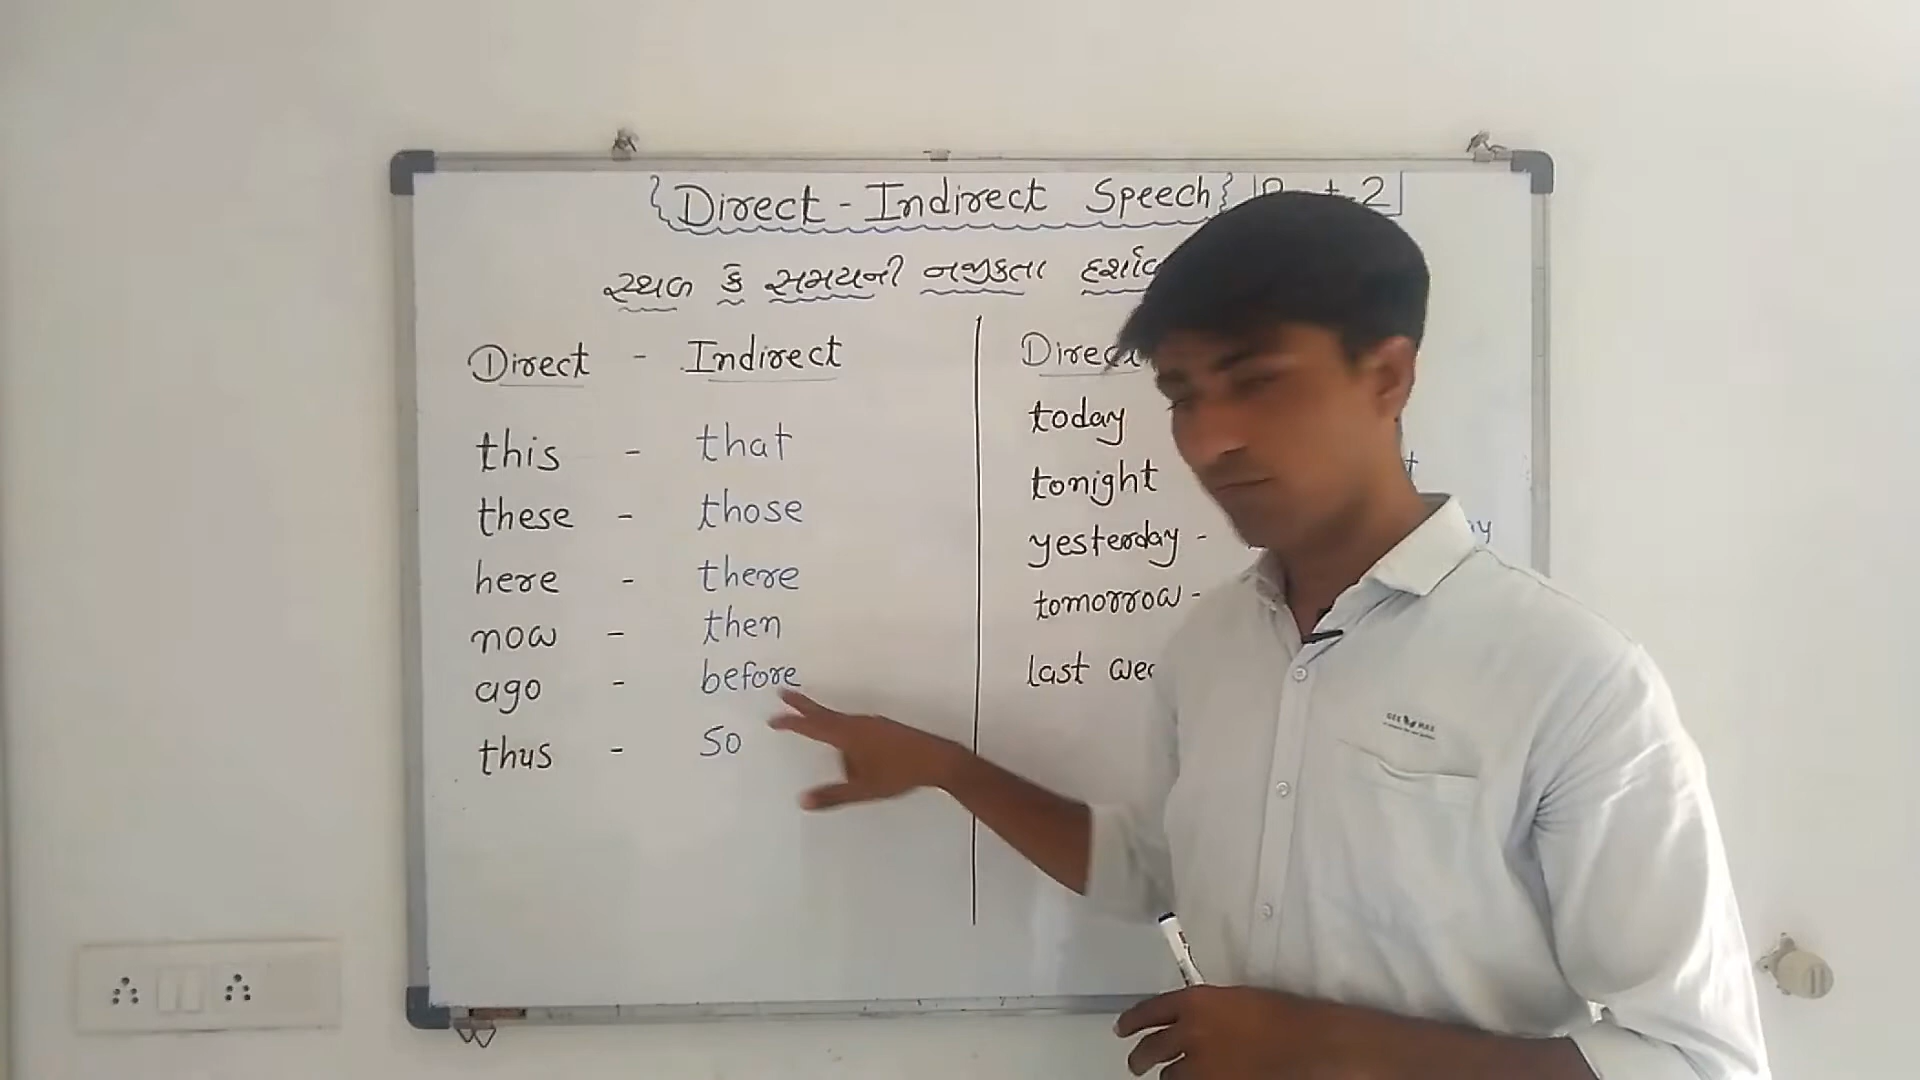 {Direct - Indirect Speech}
સ્થળ કે સમયની નજીકતા
Direct - Indirect
this - that
these - those
here - there
now - then
ago - before
thus - so
Direct
today
tonight
yesterday -
tomorrow -
last